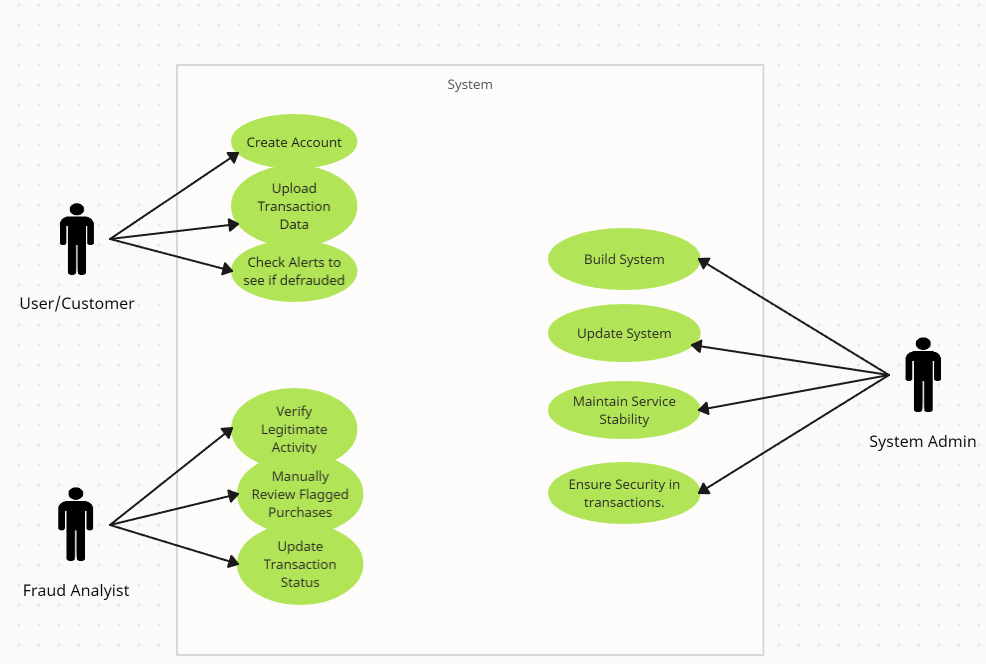 System
Create Account
Upload
Transaction
Data
Check Alerts to
see if defrauded
User/Customer
Build System
Update System
Maintain Service
Stability
Ensure Security in
transactions.
System Admin
Verify
Legitimate
Activity
Manually
Review Flagged
Purchases
Update
Transaction
Status
Fraud Analyist